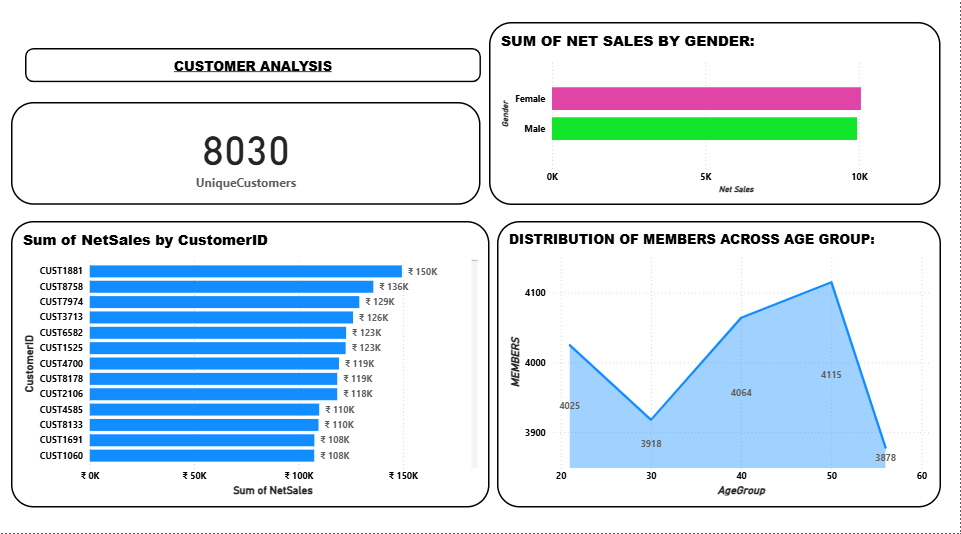 CUSTOMER ANALYSIS
8030
UniqueCustomers
SUM OF NET SALES BY GENDER:
Gender
Female
Male
0K 5K 10K
Net Sales
Sum of NetSales by CustomerID
CustomerID
CUST1881 ₹ 150K
CUST8758 ₹ 136K
CUST7974 ₹ 129K
CUST3713 ₹ 126K
CUST6582 ₹ 123K
CUST1525 ₹ 123K
CUST4700 ₹ 119K
CUST8178 ₹ 119K
CUST2106 ₹ 118K
CUST4585 ₹ 110K
CUST8133 ₹ 110K
CUST1691 ₹ 108K
CUST1060 ₹ 108K
₹ 0K ₹ 50K ₹ 100K ₹ 150K
Sum of NetSales
DISTRIBUTION OF MEMBERS ACROSS AGE GROUP:
MEMBERS
4100
4000
3900
4025
3918
4064
4115
3878
20 30 40 50 60
AgeGroup